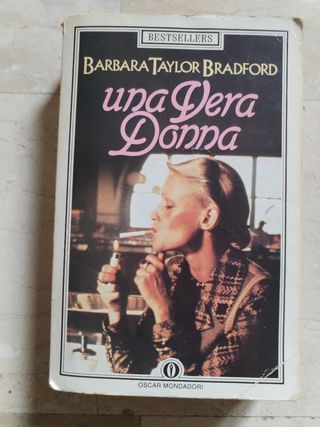 BESTSELLERS
BARBARA TAYLOR BRADFORD
una Vera
Donna
OSCAR MONDADORI